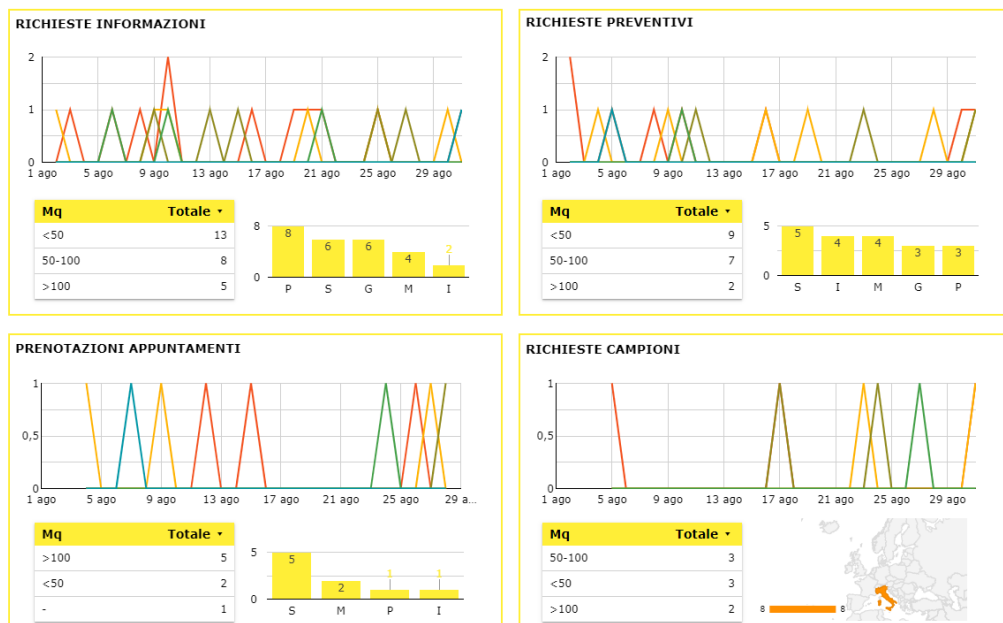 RICHIESTE INFORMAZIONI
2
1
0
1 ago 5 ago 9 ago 13 ago 17 ago 21 ago 25 ago 29 ago
Mq Totale
<50 13
50-100 8
>100 5
8
0
8 6 6 4 2
P S G M I
RICHIESTE PREVENTIVI
2
1
0
1 ago 5 ago 9 ago 13 ago 17 ago 21 ago 25 ago 29 ago
Mq Totale
<50 9
50-100 7
>100 2
5
0
5 4 4 3 3
S I M G P
PRENOTAZIONI APPUNTAMENTI
1
0,5
0
1 ago 5 ago 9 ago 13 ago 17 ago 21 ago 25 ago 29 a...
Mq Totale
>100 5
<50 2
- 1
5
0
5 2 1 1
S M P I
RICHIESTE CAMPIONI
1
0,5
0
1 ago 5 ago 9 ago 13 ago 17 ago 21 ago 25 ago 29 ago
Mq Totale
50-100 3
<50 3
>100 2
8 8